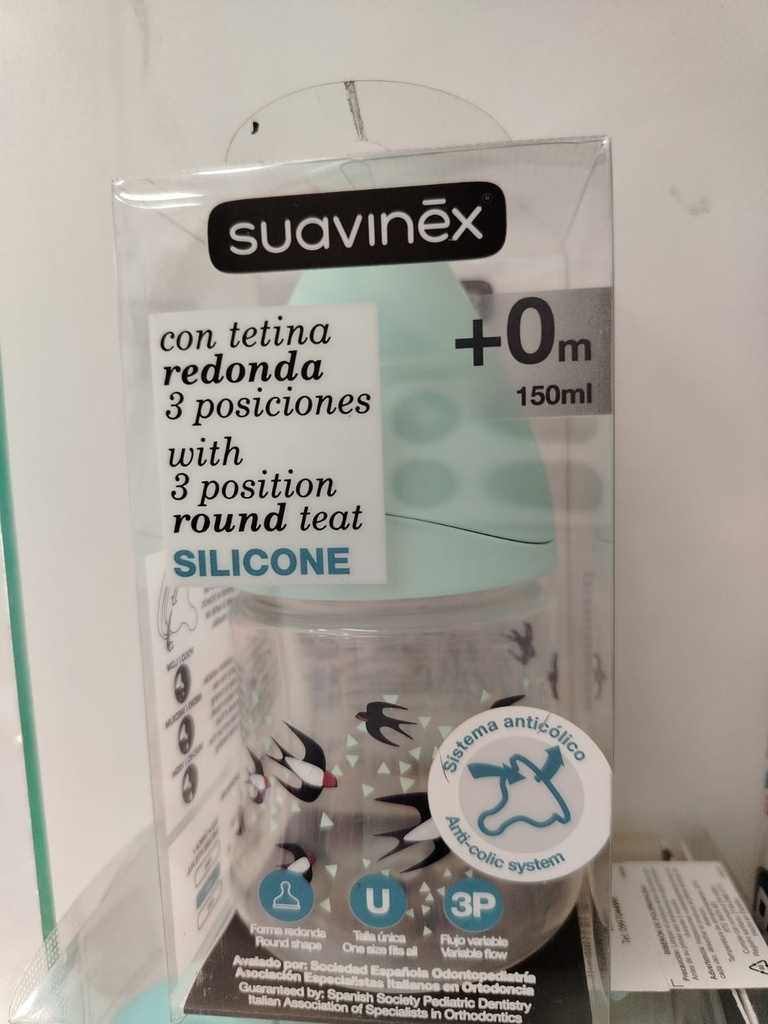 suavinēx
+0m
150ml
con tetina
redonda
3 posiciones
with
3 position
round teat
SILICONE
Sistema anticólico
Anti-colic system
U
3P
Forma redonda
Round shape
Talla única
One size fits all
Flujo variable
Variable flow
Avalado por: Sociedad Española Odontopediatría
Asociación Especialistas Italianos en Ortodoncia
Guaranteed by: Spanish Society Pediatric Dentistry
Italian Association of Specialists in Orthodontics